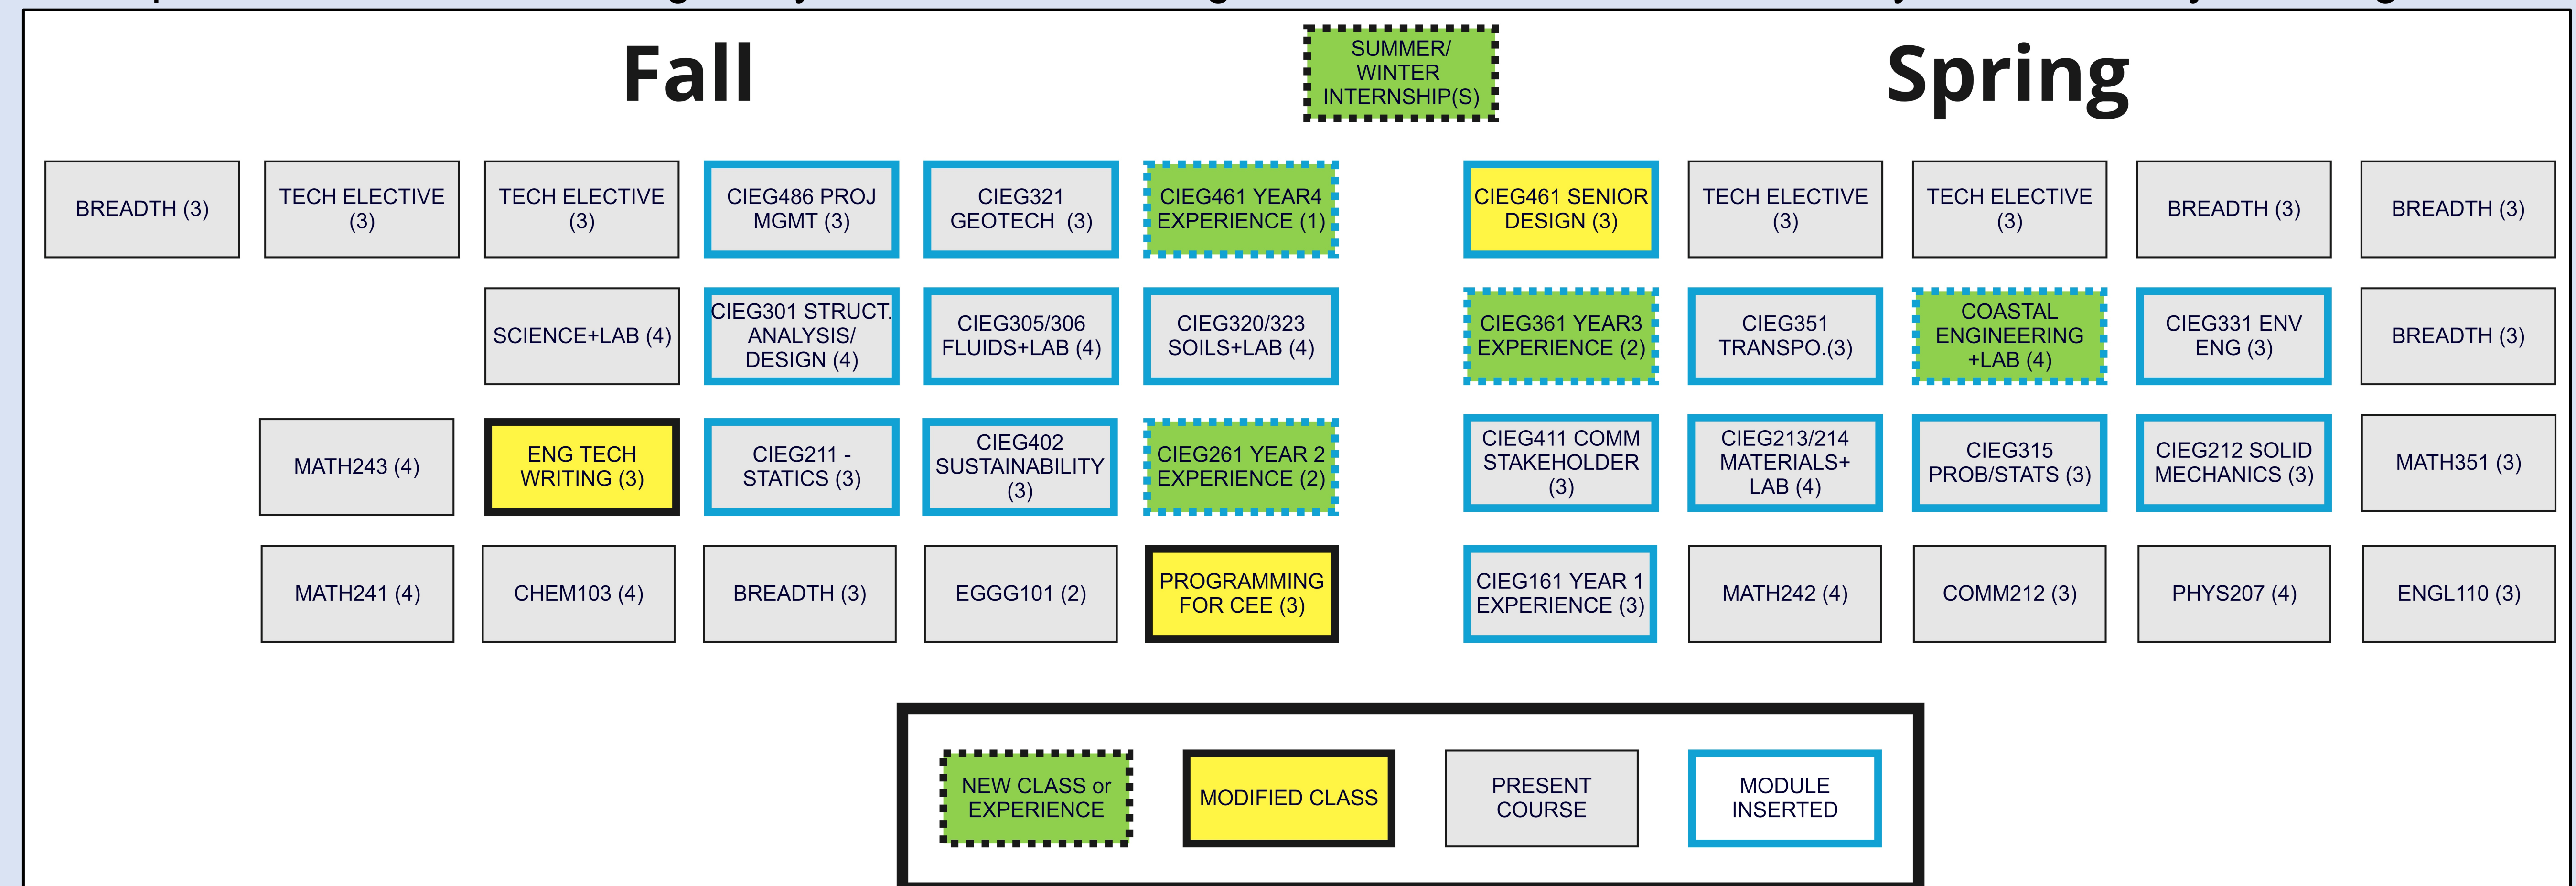 Fall
SUMMER/
WINTER
INTERNSHIP(S)
Spring
BREADTH (3)
TECH ELECTIVE
(3)
TECH ELECTIVE
(3)
CIEG486 PROJ
MGMT (3)
CIEG321
GEOTECH (3)
CIEG461 YEAR4
EXPERIENCE (1)
CIEG461 SENIOR
DESIGN (3)
TECH ELECTIVE
(3)
TECH ELECTIVE
(3)
BREADTH (3)
BREADTH (3)
SCIENCE+LAB (4)
CIEG301 STRUCT.
ANALYSIS/
DESIGN (4)
CIEG305/306
FLUIDS+LAB (4)
CIEG320/323
SOILS+LAB (4)
CIEG361 YEAR3
EXPERIENCE (2)
CIEG351
TRANSPO.(3)
COASTAL
ENGINEERING
+LAB (4)
CIEG331 ENV
ENG (3)
BREADTH (3)
MATH243 (4)
ENG TECH
WRITING (3)
CIEG211 -
STATICS (3)
CIEG402
SUSTAINABILITY
(3)
CIEG261 YEAR 2
EXPERIENCE (2)
CIEG411 COMM
STAKEHOLDER
(3)
CIEG213/214
MATERIALS+
LAB (4)
CIEG315
PROB/STATS (3)
CIEG212 SOLID
MECHANICS (3)
MATH351 (3)
MATH241 (4)
CHEM103 (4)
BREADTH (3)
EGGG101 (2)
PROGRAMMING
FOR CEE (3)
CIEG161 YEAR 1
EXPERIENCE (3)
MATH242 (4)
COMM212 (3)
PHYS207 (4)
ENGL110 (3)
NEW CLASS or
EXPERIENCE
MODIFIED CLASS
PRESENT
COURSE
MODULE
INSERTED